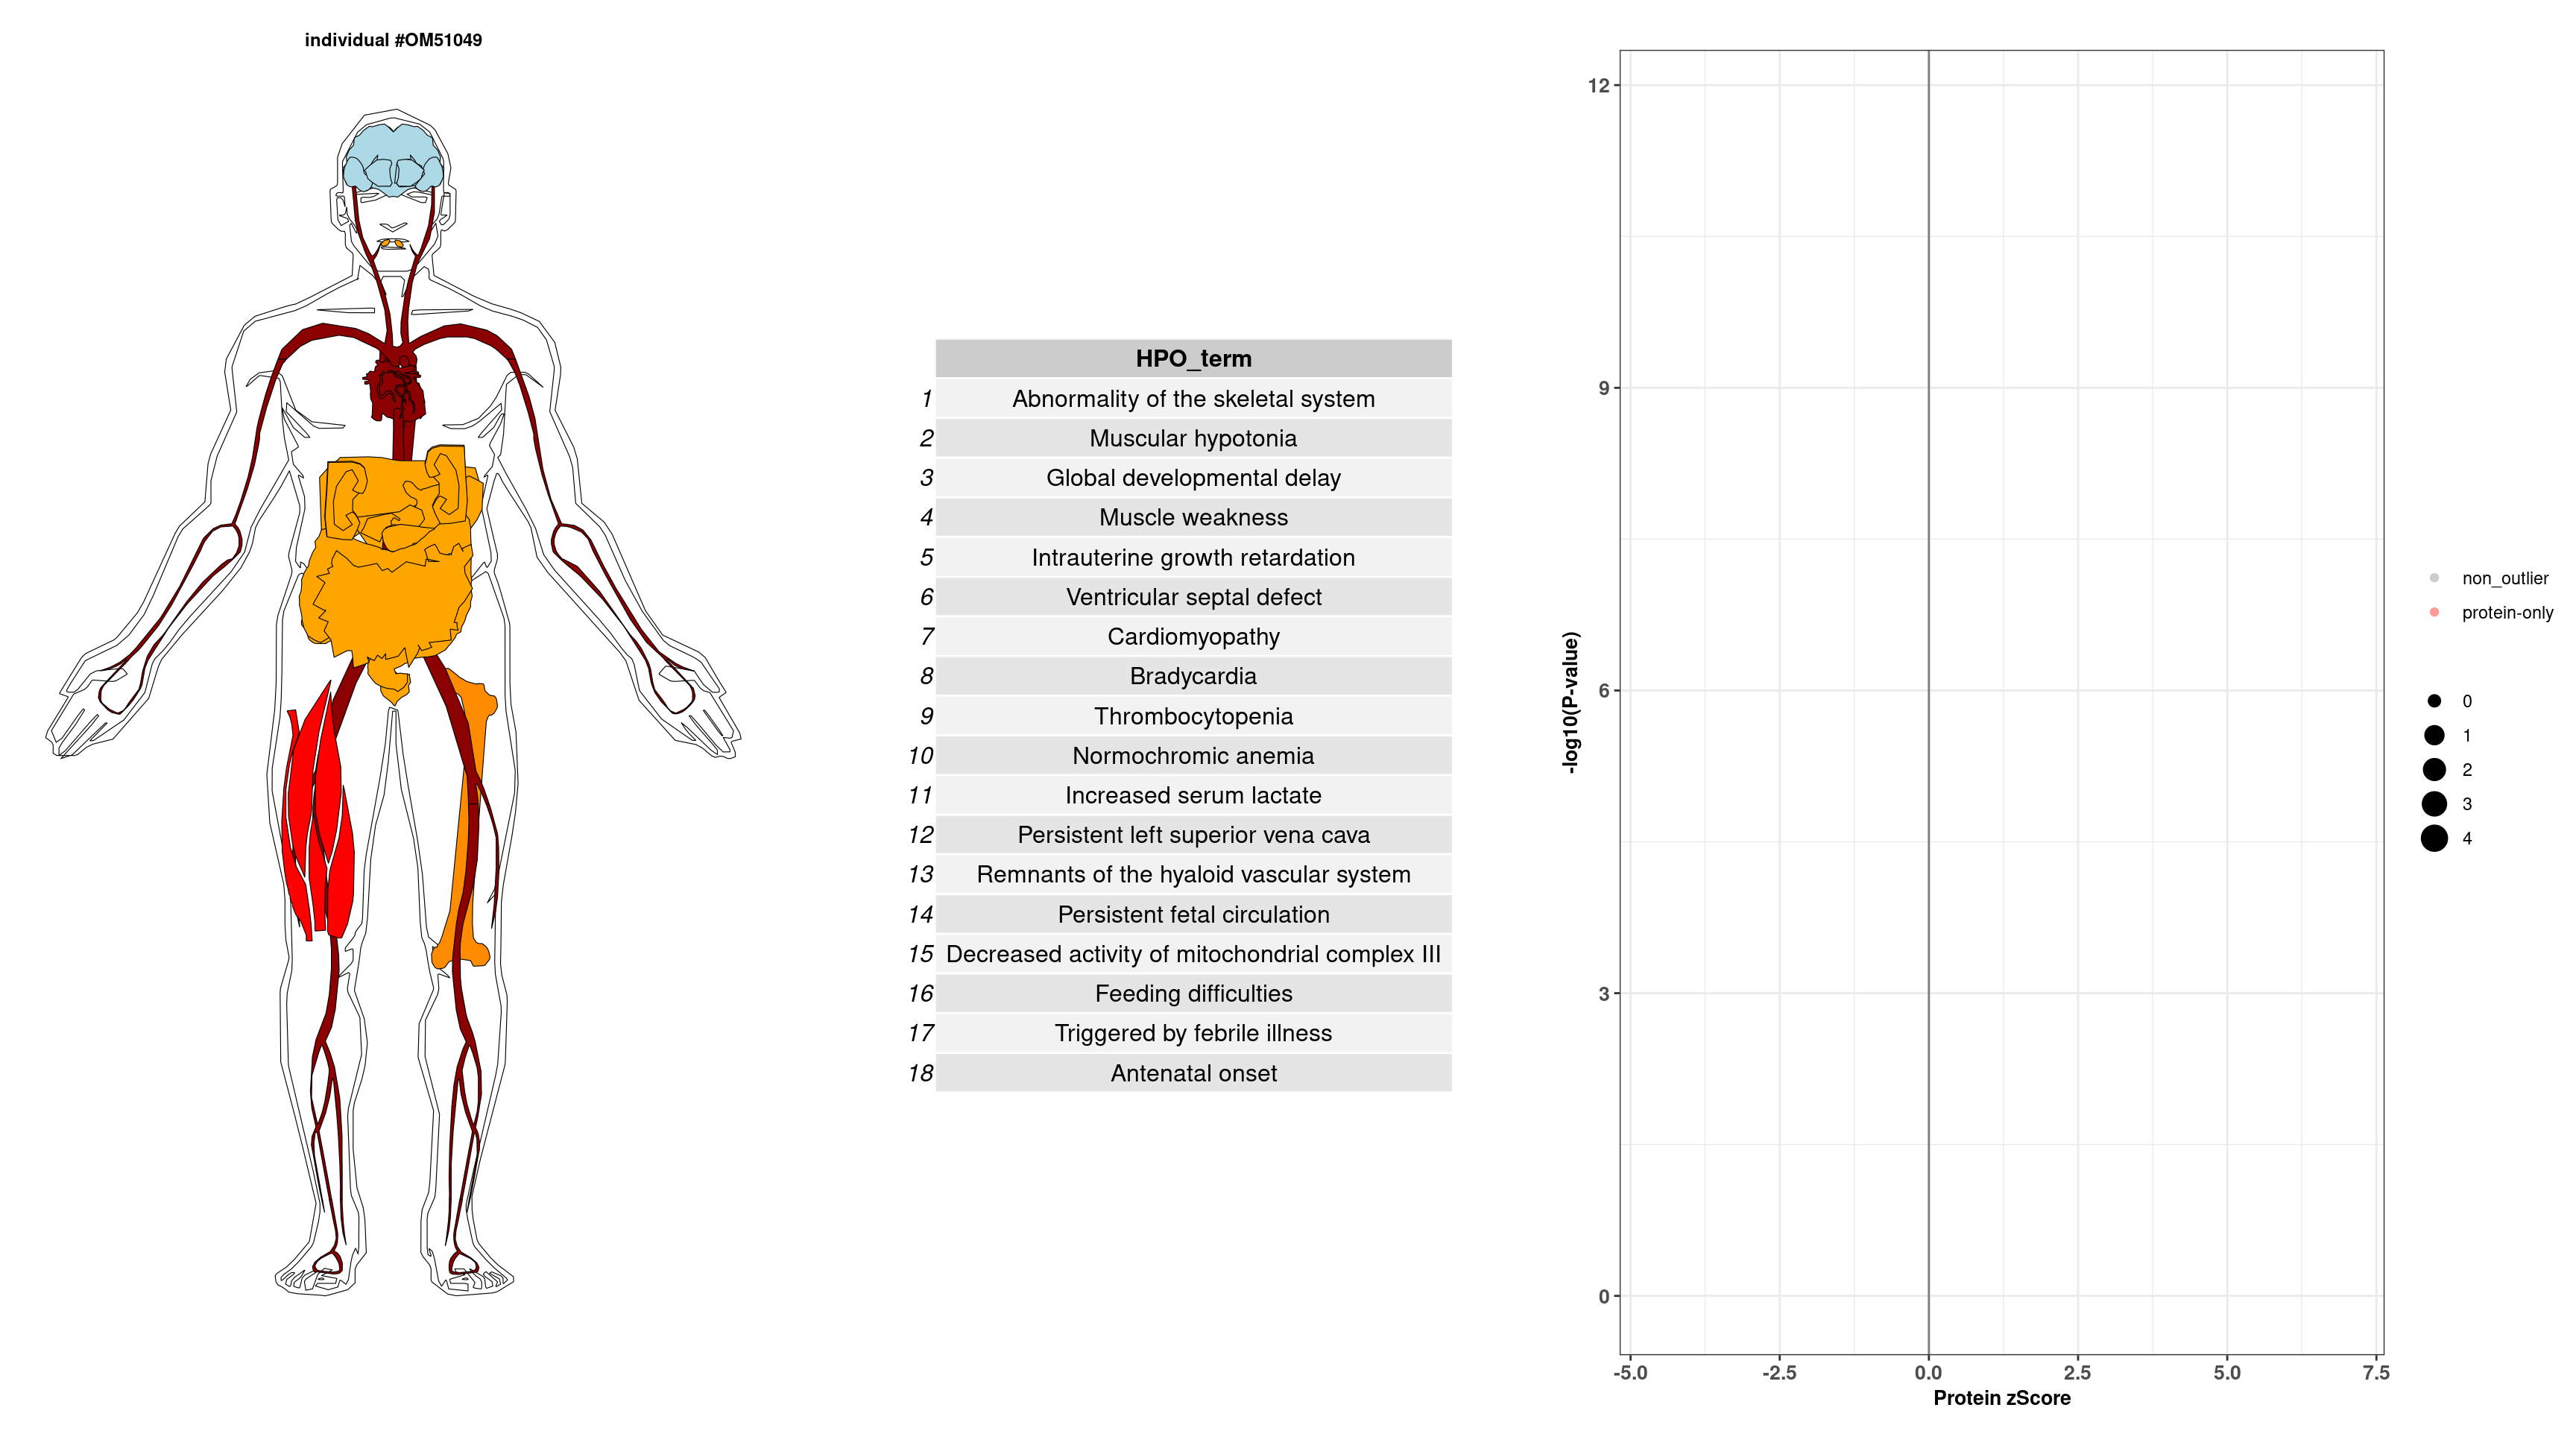 individual #OM51049
HPO_term
1 Abnormality of the skeletal system
2 Muscular hypotonia
3 Global developmental delay
4 Muscle weakness
5 Intrauterine growth retardation
6 Ventricular septal defect
7 Cardiomyopathy
8 Bradycardia
9 Thrombocytopenia
10 Normochromic anemia
11 Increased serum lactate
12 Persistent left superior vena cava
13 Remnants of the hyaloid vascular system
14 Persistent fetal circulation
15 Decreased activity of mitochondrial complex III
16 Feeding difficulties
17 Triggered by febrile illness
18 Antenatal onset
-log10(P-value)
12
9
6
3
0
-5.0 -2.5 0.0 2.5 5.0 7.5
Protein zScore
non_outlier
protein-only
0
1
2
3
4